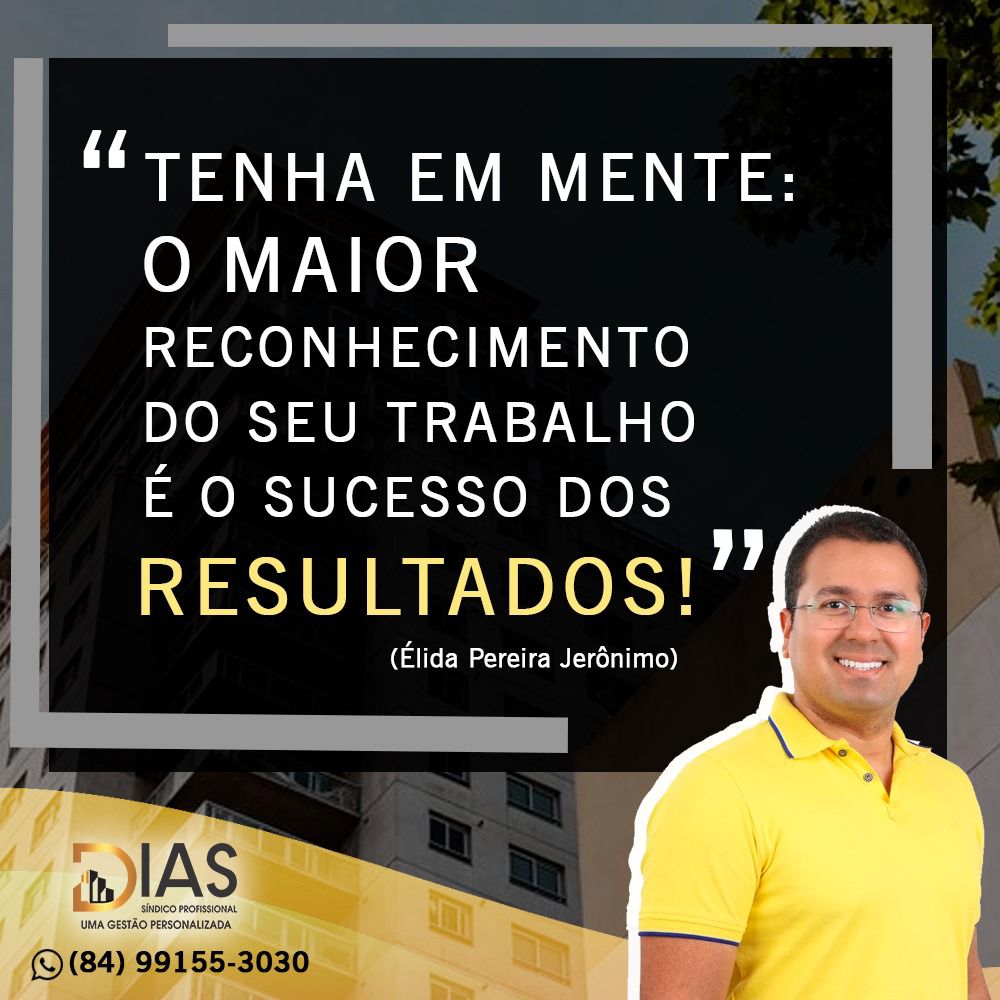 “ TENHA EM MENTE:
O MAIOR
RECONHECIMENTO
DO SEU TRABALHO
É O SUCESSO DOS
RESULTADOS! ”
(Élida Pereira Jerônimo)
DIAS
SÍNDICO PROFISSIONAL
UMA GESTÃO PERSONALIZADA
(84) 99155-3030